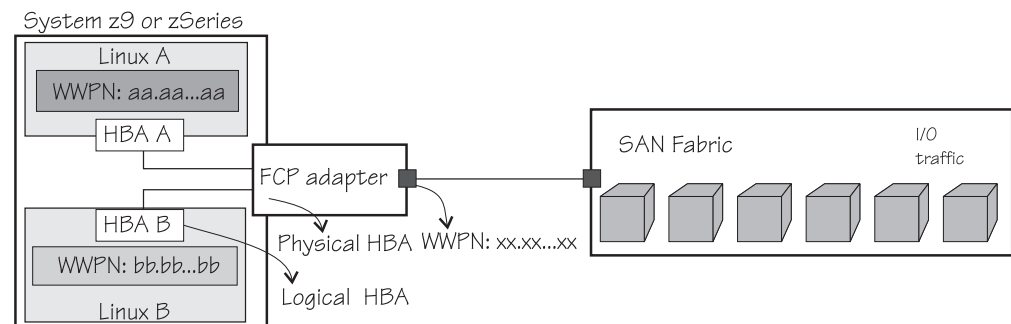 System z9 or zSeries
Linux A
WWPN: aa.aa...aa
HBA A
FCP adapter
SAN Fabric
I/O
traffic
HBA B
Physical HBA
WWPN: xx.xx...xx
WWPN: bb.bb...bb
Logical HBA
Linux B